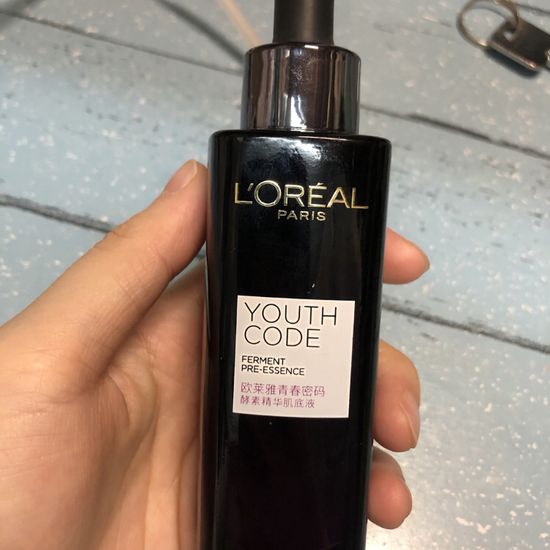 L'ORÉAL
PARIS
YOUTH
CODE
FERMENT
PRE-ESSENCE
欧莱雅青春密码
酵素精华肌底液